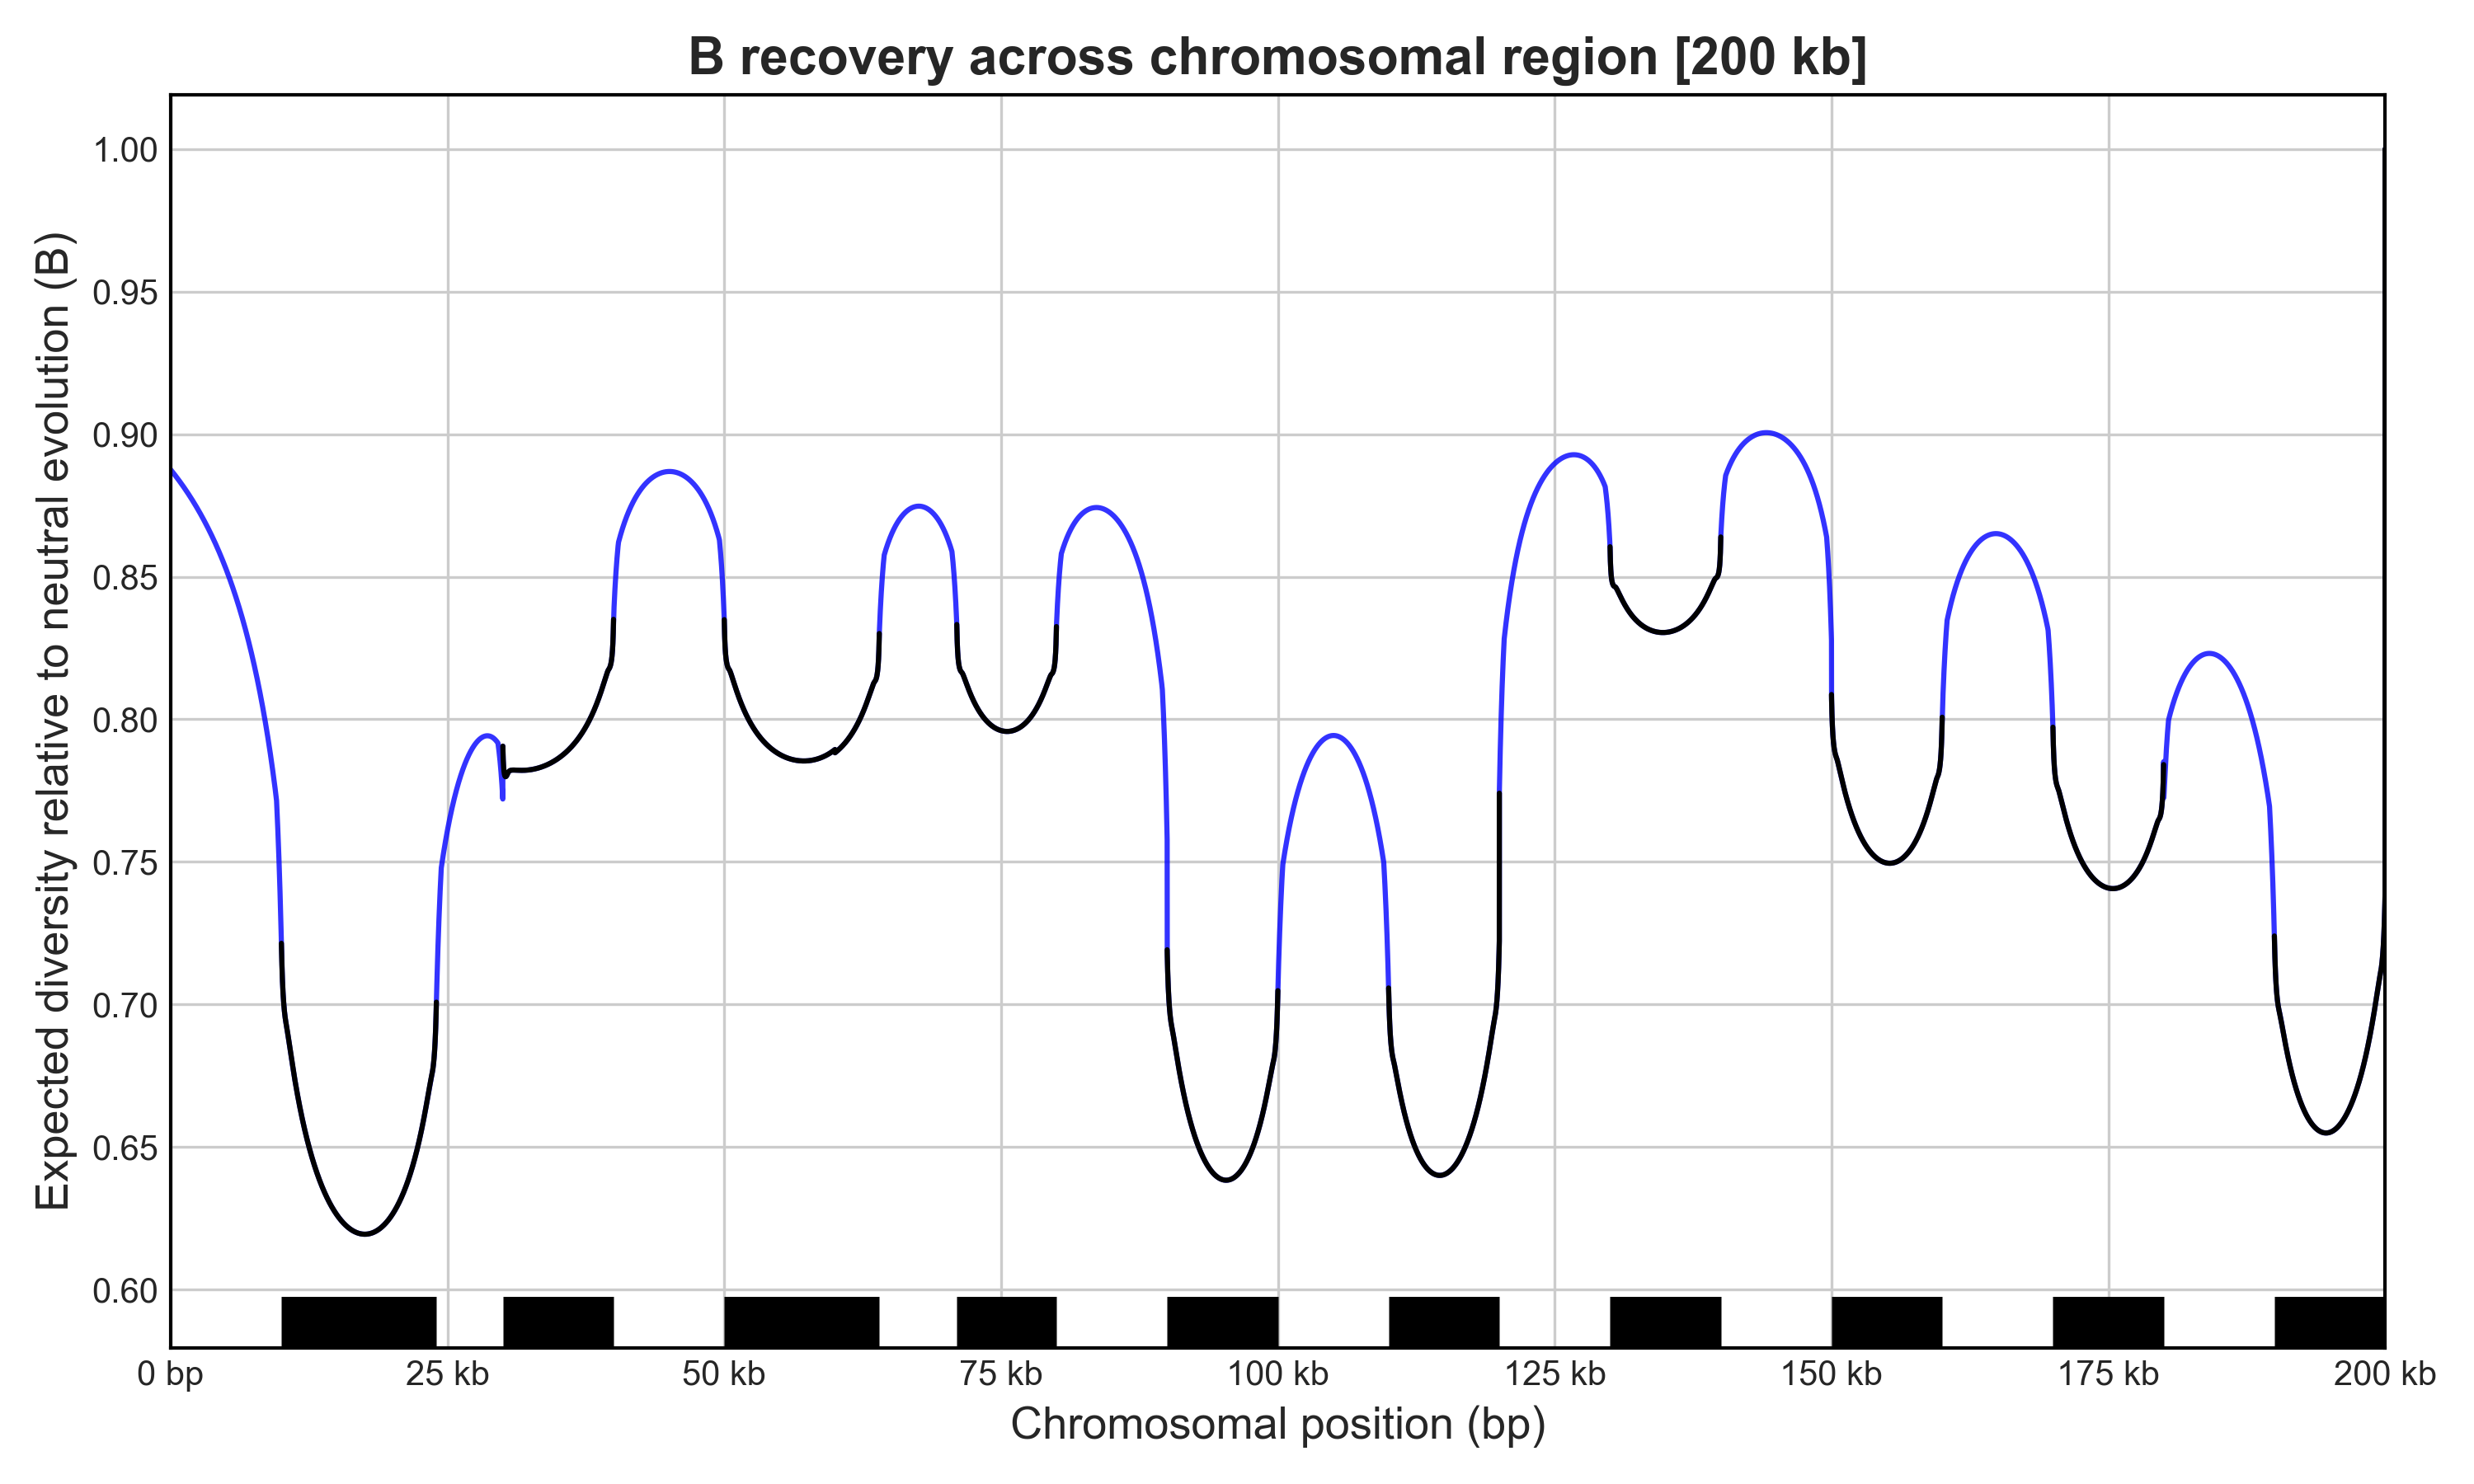 B recovery across chromosomal region [200 kb]
Expected diversity relative to neutral evolution (B)
1.00
0.95
0.90
0.85
0.80
0.75
0.70
0.65
0.60
0 bp 25 kb 50 kb 75 kb 100 kb 125 kb 150 kb 175 kb 200 kb
Chromosomal position (bp)